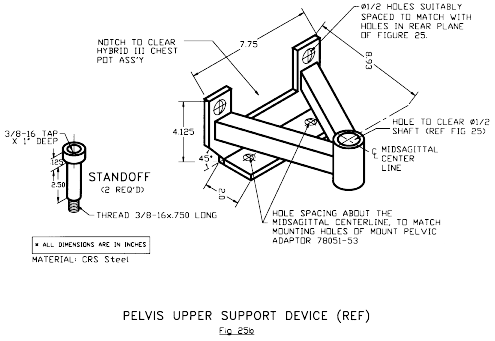 Ø1/2 HOLES SUITABLY
SPACED TO MATCH WITH
HOLES IN REAR PLANE
OF FIGURE 25.
NOTCH TO CLEAR
HYBRID III CHEST
POT ASS'Y
7.75
8.93
3/8-16 TAP
X 1" DEEP
4.125
HOLE TO CLEAR Ø1/2
SHAFT (REF FIG 25)
MIDSAGITTAL
CENTER
LINE
1.25
2.50
STANDOFF
(2 REQ'D)
45°
2.0
THREAD 3/8-16x.750 LONG
HOLE SPACING ABOUT THE
MIDSAGITTAL CENTERLINE, TO MATCH
MOUNTING HOLES OF MOUNT PELVIC
ADAPTOR 78051-53
* ALL DIMENSIONS ARE IN INCHES
MATERIAL: CRS Steel
PELVIS UPPER SUPPORT DEVICE (REF)
Fig 25b